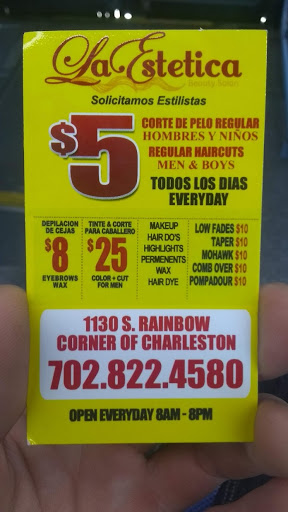 La Estetica
Beauty Salon
Solicitamos Estilistas
$5
CORTE DE PELO REGULAR
HOMBRES Y NIÑOS
REGULAR HAIRCUTS
MEN & BOYS
TODOS LOS DIAS
EVERYDAY
DEPILACION
DE CEJAS
$8
EYEBROWS
WAX
TINTE & CORTE
PARA CABALLERO
$25
COLOR + CUT
FOR MEN
MAKEUP
HAIR DO'S
HIGHLIGHTS
PERMENENTS
WAX
HAIR DYE
LOW FADES $10
TAPER $10
MOHAWK $10
COMB OVER $10
POMPADOUR $10
1130 S. RAINBOW
CORNER OF CHARLESTON
702.822.4580
OPEN EVERYDAY 8AM - 8PM